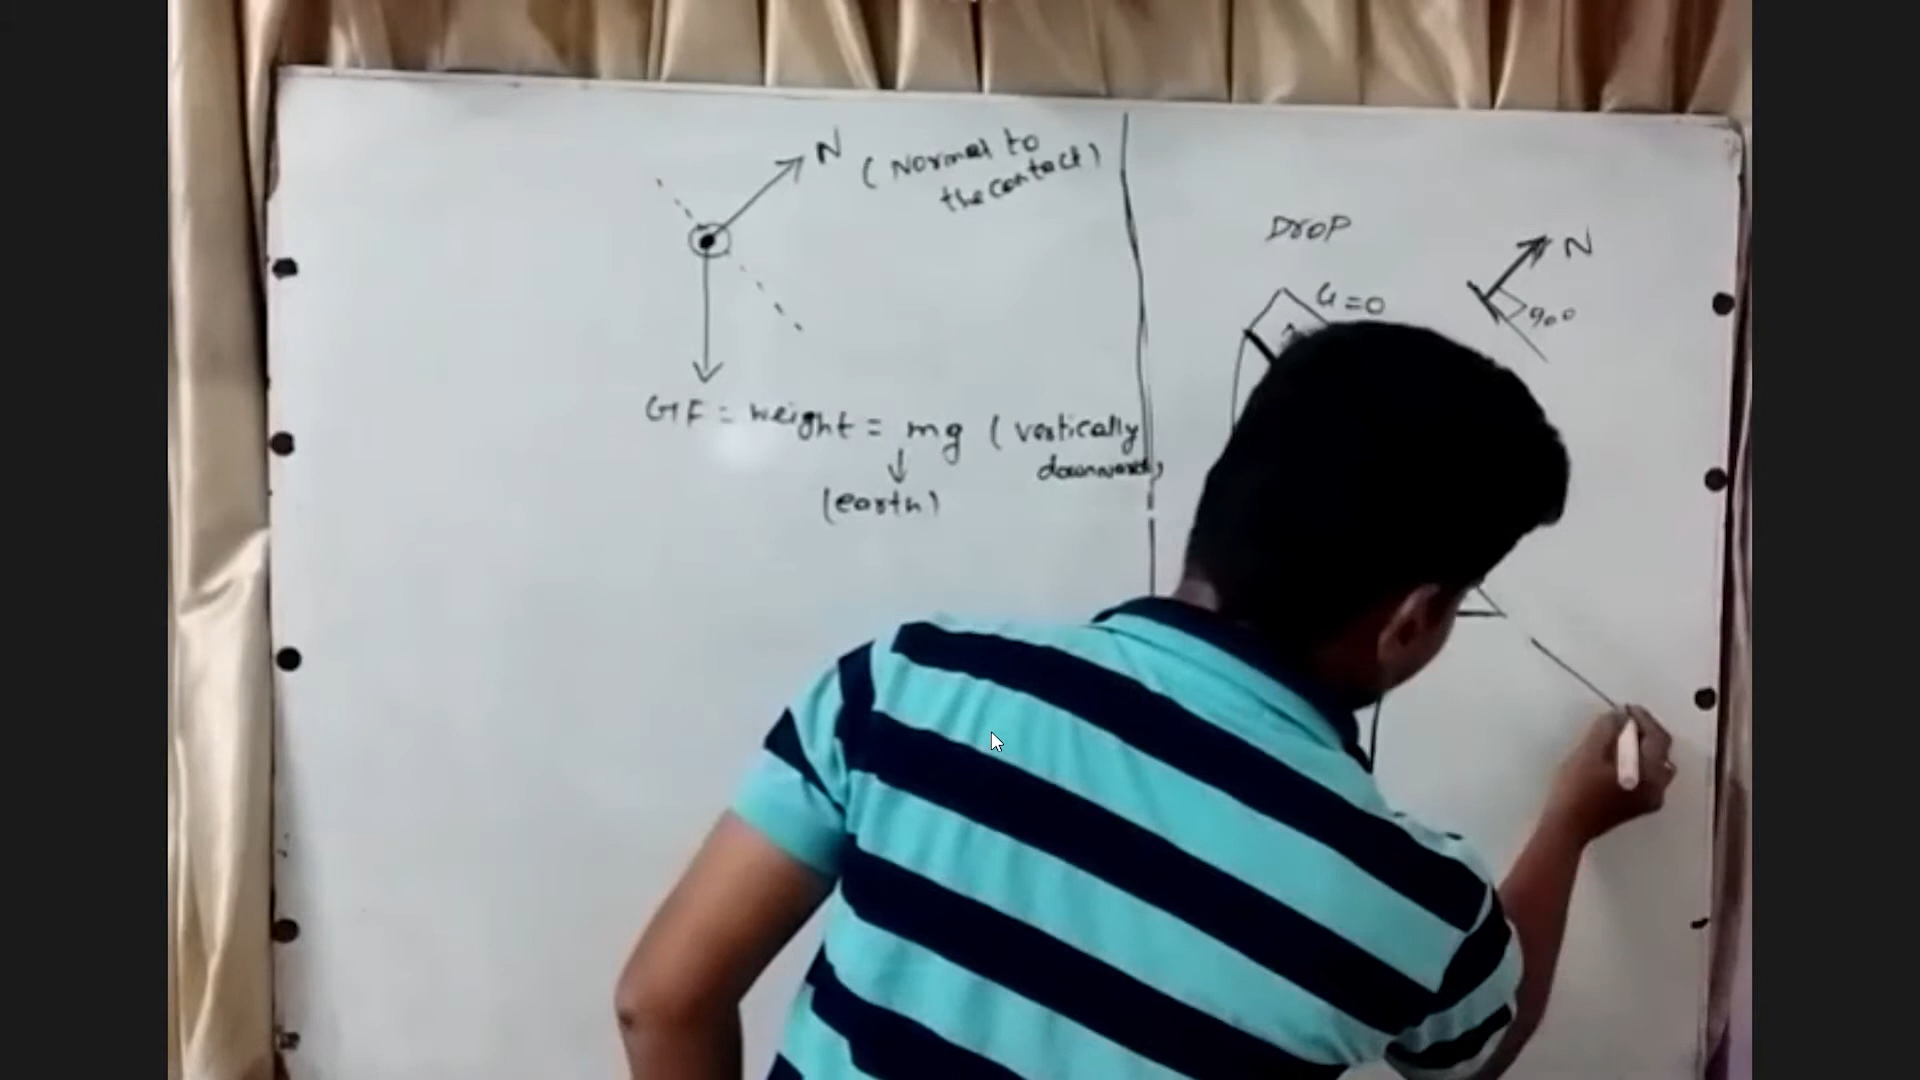 N (Normal to
the contact)
GF = weight = mg (vertically
downward)
(earth)
Drop
u=0
N
90°